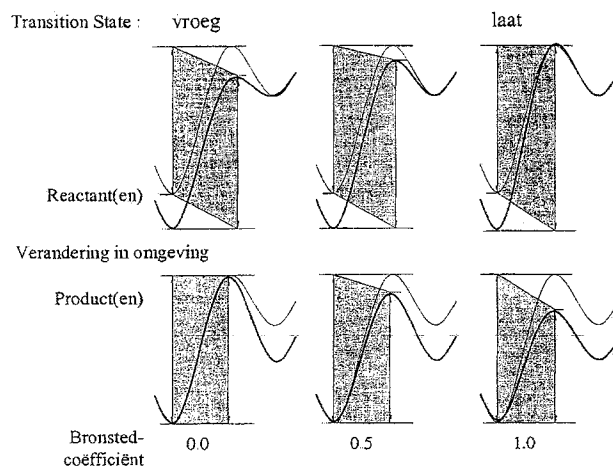 Transition State : vroeg laat
Reactant(en)
Verandering in omgeving
Product(en)
Bronsted- 0.0 0.5 1.0
coëfficiënt